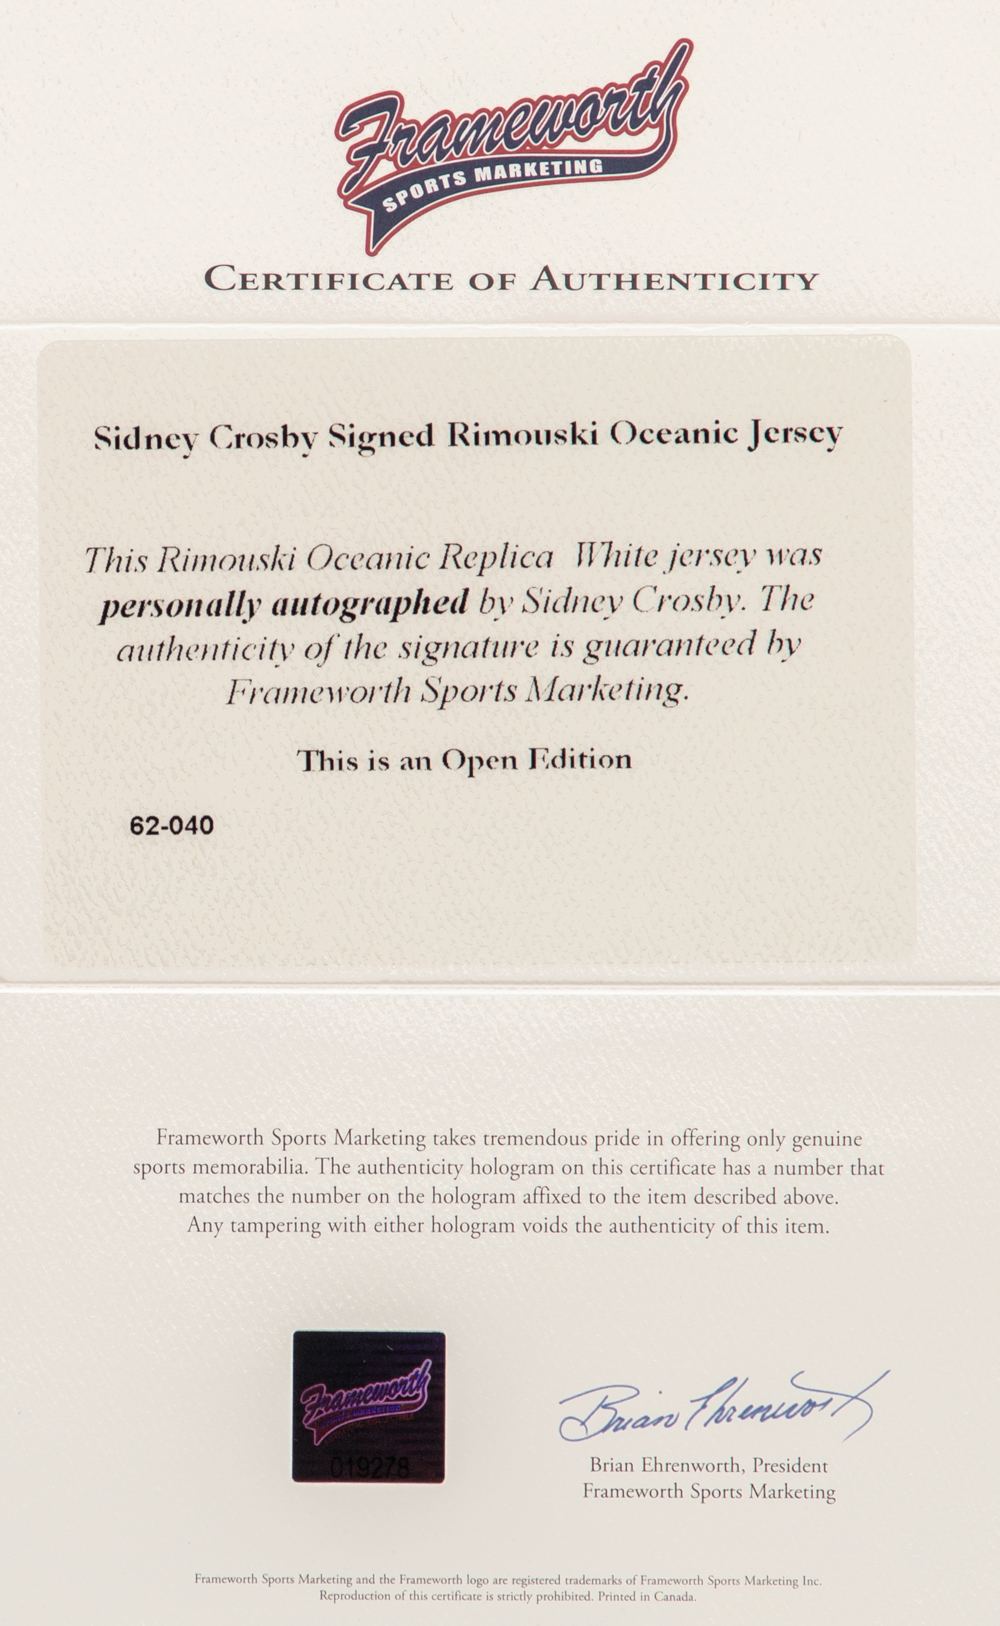 Frameworth
SPORTS MARKETING
CERTIFICATE OF AUTHENTICITY
Sidney Crosby Signed Rimouski Oceanic Jersey
This Rimouski Oceanic Replica White jersey was
personally autographed by Sidney Crosby. The
authenticity of the signature is guaranteed by
Frameworth Sports Marketing.
This is an Open Edition
62-040
Frameworth Sports Marketing takes tremendous pride in offering only genuine
sports memorabilia. The authenticity hologram on this certificate has a number that
matches the number on the hologram affixed to the item described above.
Any tampering with either hologram voids the authenticity of this item.
Frameworth
SPORTS MARKETING
019278
Brian Ehrenworth
Brian Ehrenworth, President
Frameworth Sports Marketing
Frameworth Sports Marketing and the Frameworth logo are registered trademarks of Frameworth Sports Marketing Inc.
Reproduction of this certificate is strictly prohibited. Printed in Canada.